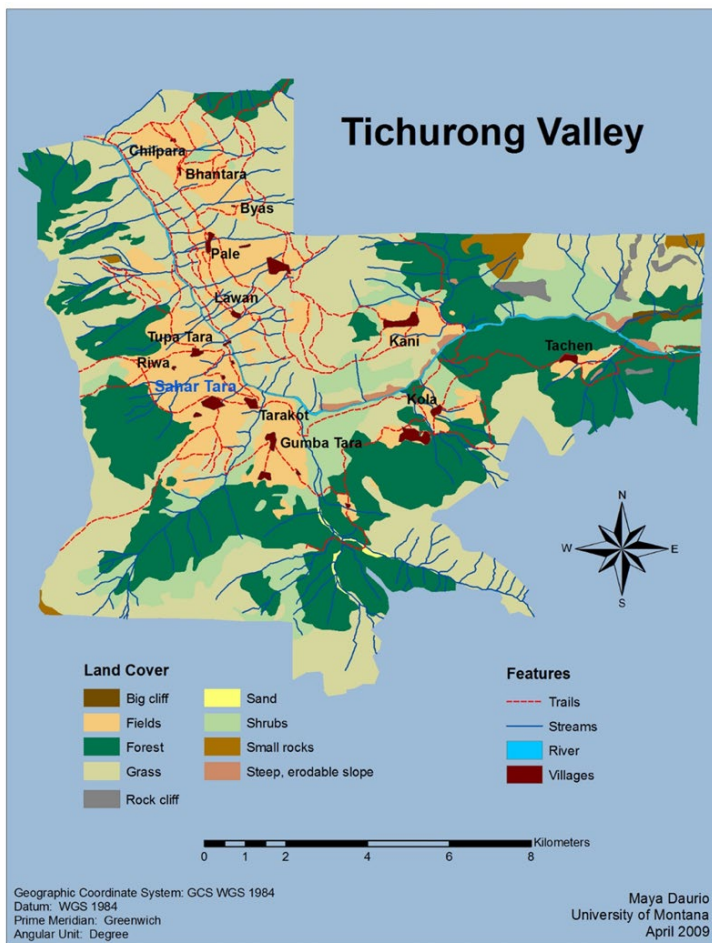 Tichurong Valley
Chilpara
Bhantara
Byas
Pale
Lawan
Tupa Tara
Kani
Riwa
Tachen
Sahar Tara
Kola
Tarakot
Gumba Tara
N
W
E
S
Land Cover
Big cliff
Fields
Forest
Grass
Rock cliff
Sand
Shrubs
Small rocks
Steep, erodable slope
Features
Trails
Streams
River
Villages
Kilometers
0 1 2 4 6 8
Geographic Coordinate System: GCS WGS 1984
Datum: WGS 1984
Prime Meridian: Greenwich
Angular Unit: Degree
Maya Daurio
University of Montana
April 2009